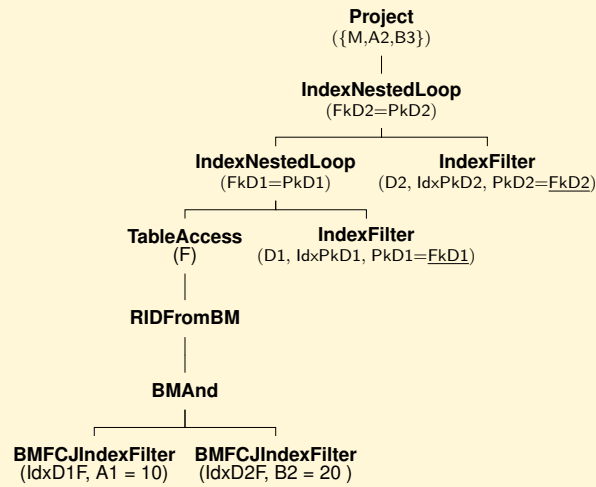 Project
({M,A2,B3})
IndexNestedLoop
(FkD2=PkD2)
IndexNestedLoop IndexFilter
(FkD1=PkD1) (D2, IdxPkD2, PkD2=FkD2)
TableAccess IndexFilter
(F) (D1, IdxPkD1, PkD1=FkD1)
RIDFromBM
BMAnd
BMFCJIndexFilter BMFCJIndexFilter
(IdxD1F, A1 = 10) (IdxD2F, B2 = 20 )